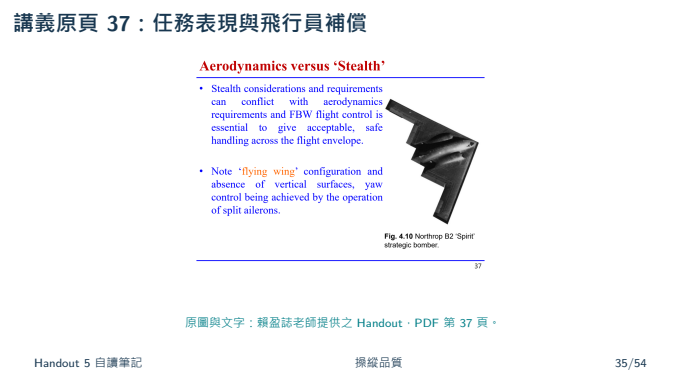 講義原頁 37：任務表現與飛行員補償
Aerodynamics versus ‘Stealth’
• Stealth considerations and requirements
can conflict with aerodynamics
requirements and FBW flight control is
essential to give acceptable, safe
handling across the flight envelope.
• Note ‘flying wing’ configuration and
absence of vertical surfaces, yaw
control being achieved by the operation
of split ailerons.
Fig. 4.10 Northrop B2 ‘Spirit’
strategic bomber.
37
原圖與文字：賴盈誌老師提供之 Handout，PDF 第 37 頁。
Handout 5 自讀筆記
操縱品質
35/54